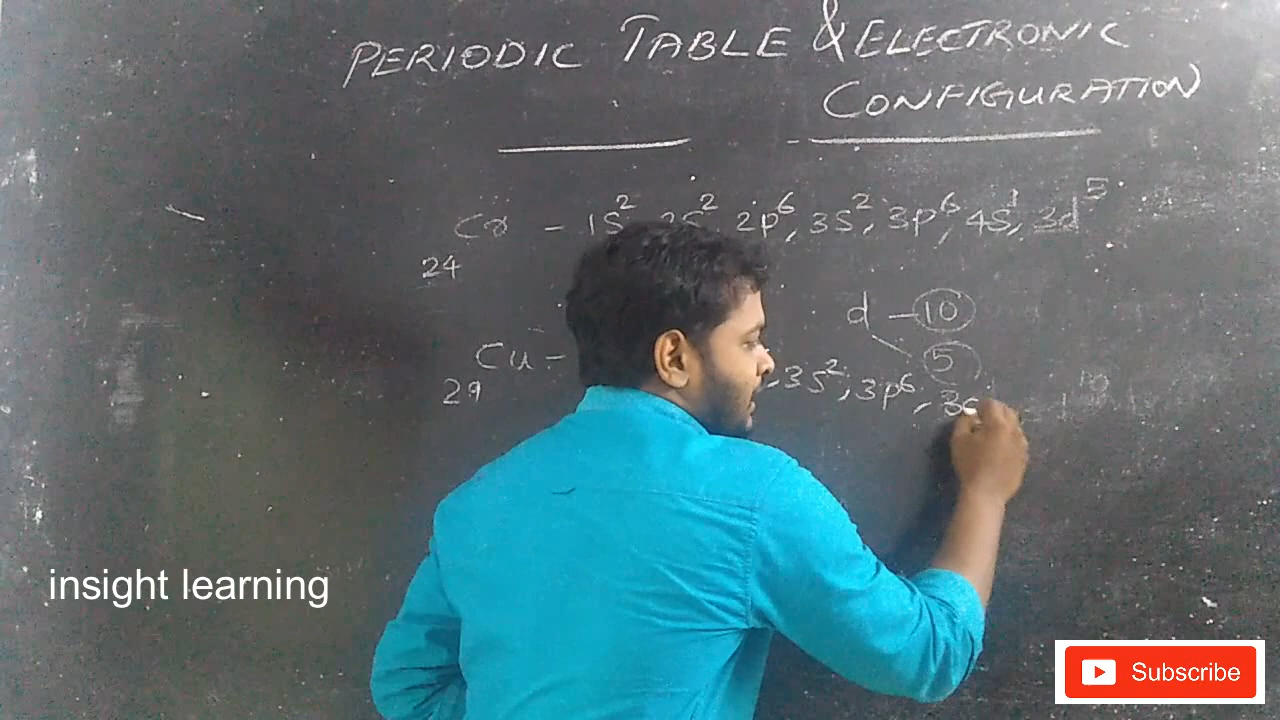 PERIODIC TABLE & ELECTRONIC
CONFIGURATION
Cr - 1S², 2S², 2p⁶, 3S², 3p⁶, 4S¹, 3d⁵
24
d - 10
5
Cu - , 3S², 3p⁶, 3d
29
insight learning
Subscribe